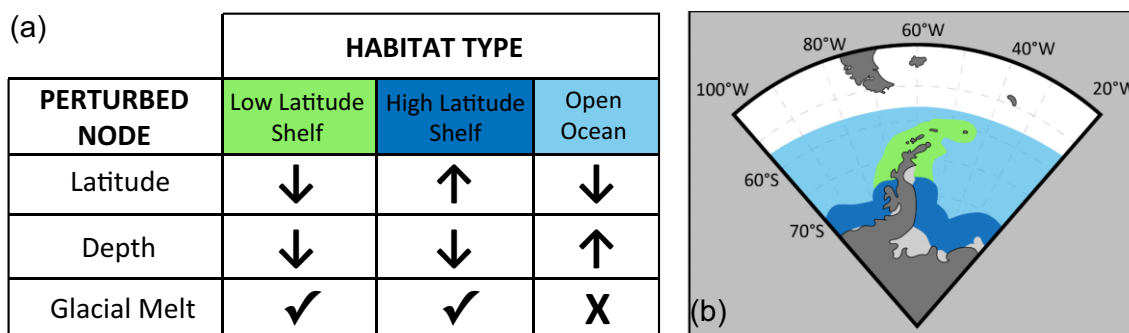 (a)
HABITAT TYPE
PERTURBED
NODE
Low Latitude
Shelf
High Latitude
Shelf
Open
Ocean
Latitude ↓ ↑ ↓
Depth ↓ ↓ ↑
Glacial Melt ✓ ✓ X
60°W
80°W 40°W
100°W 20°W
60°S
70°S
(b)